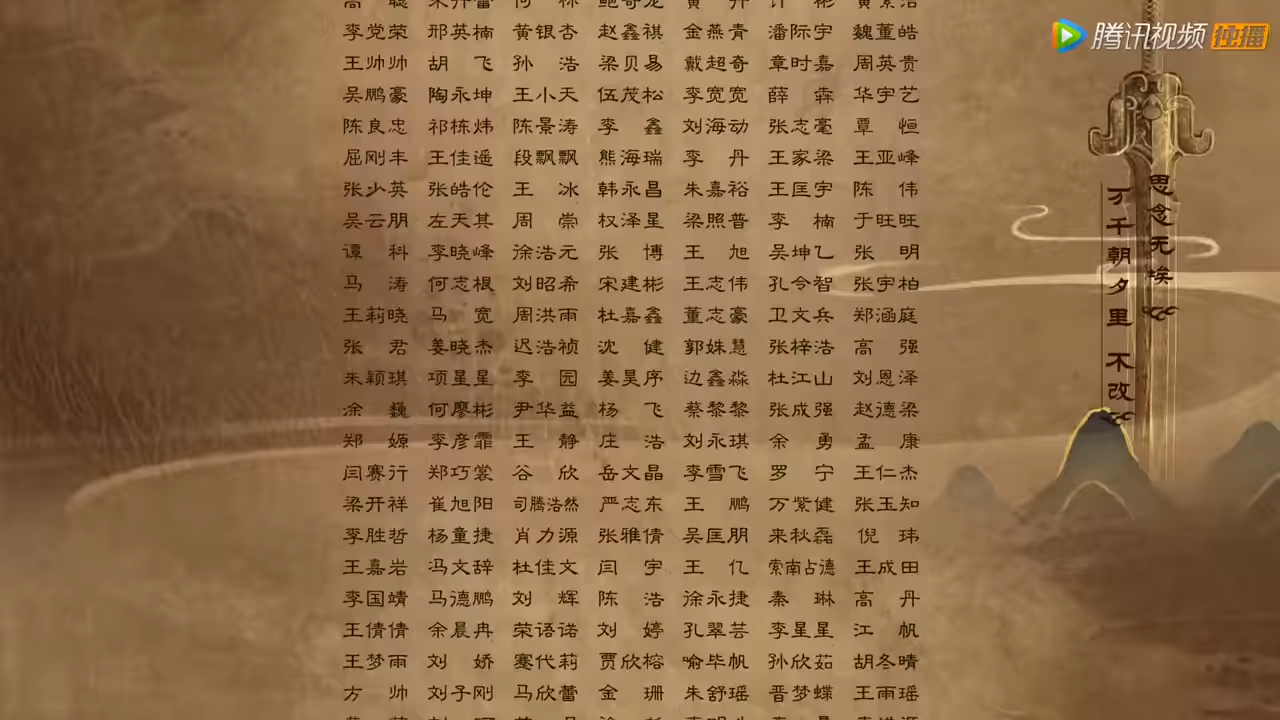 李党荣 邢英楠 黄银杏 赵鑫祺 金燕青 潘际宇 魏董皓
王帅帅 胡飞 孙浩 梁贝易 戴超奇 章时嘉 周英贵
吴鹏豪 陶永坤 王小天 伍茂松 李宽宽 薛犇 华宇艺
陈良忠 祁栋炜 陈景涛 李鑫 刘海动 张志毫 覃恒
屈刚丰 王佳遥 段飘飘 熊海瑞 李丹 王家梁 王亚峰
张少英 张皓伦 王冰 韩永昌 朱嘉裕 王匡宇 陈伟
吴云朋 左天其 周崇 权泽星 梁照普 李楠 于旺旺
谭科 李晓峰 徐浩元 张博 王旭 吴坤乙 张明
马涛 何志根 刘昭希 宋建彬 王志伟 孔令智 张宇柏
王莉晓 马宽 周洪雨 杜嘉鑫 董志豪 卫文兵 郑涵庭
张君 姜晓杰 迟浩祯 沈健 郭姝慧 张梓浩 高强
朱颖琪 项星星 李园 姜昊序 边鑫淼 杜江山 刘恩泽
涂巍 何廖彬 尹华益 杨飞 蔡黎黎 张成强 赵德梁
郑嫄 李彦霏 王静 庄浩 刘永琪 余勇 孟康
闫赛行 郑巧裳 谷欣 岳文晶 李雪飞 罗宁 王仁杰
梁开祥 崔旭阳 司腾浩然 严志东 王鹏 万紫健 张玉知
李胜哲 杨童捷 肖力源 张雅倩 吴匡朋 来秋磊 倪玮
王嘉岩 冯文辞 杜佳文 闫宇 王亿 索南占德 王成田
李国靖 马德鹏 刘辉 陈浩 徐永捷 秦琳 高丹
王倩倩 余晨冉 荣语诺 刘婷 孔翠芸 李星星 江帆
王梦雨 刘娇 蹇代莉 贾欣榕 喻毕帆 孙欣茹 胡冬晴
方帅 刘子刚 马欣蕾 金珊 朱舒瑶 晋梦蝶 王雨瑶
腾讯视频 独播
思念无埃
万千朝夕里 不改